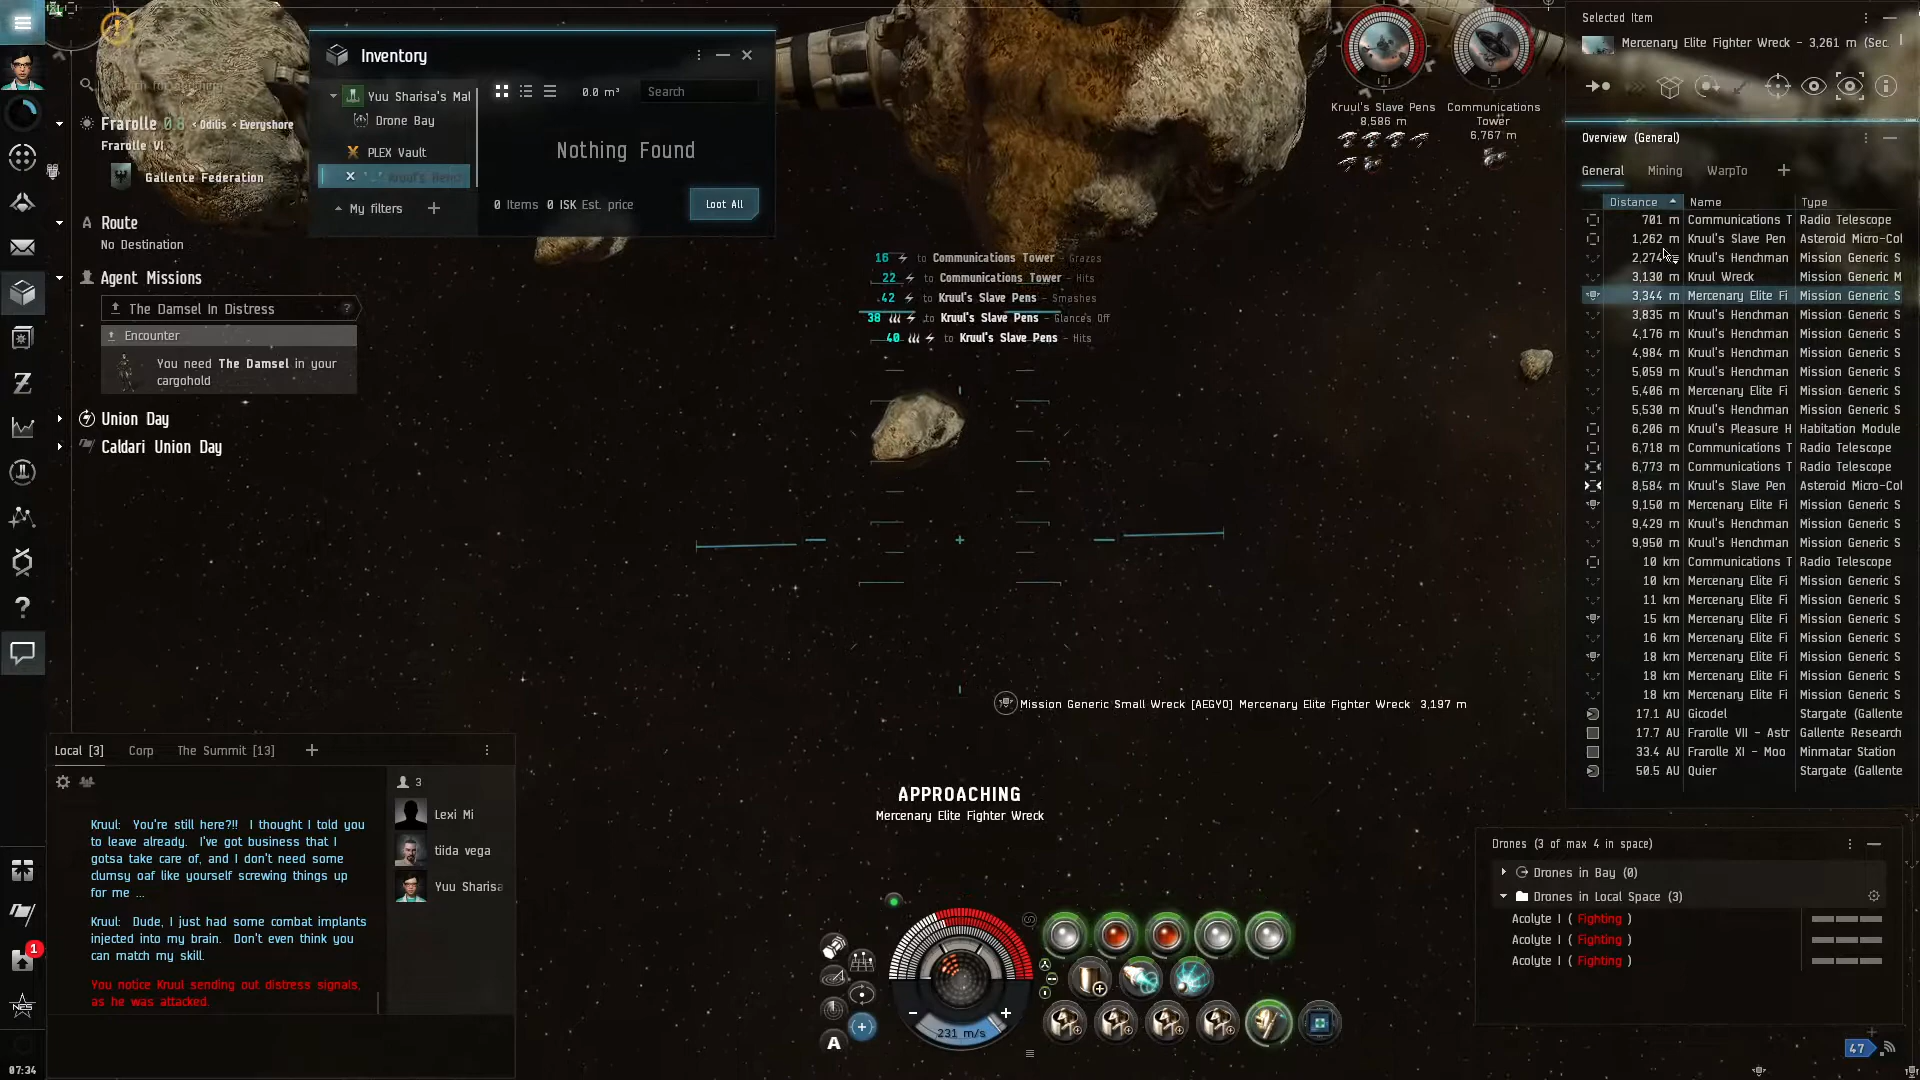 Inventory
Yuu Sharisa's Mal
Drone Bay
PLEX Vault
My filters
0.0 m³
Search
Nothing Found
0 Items 0 ISK Est. price
Loot All
Frarolle 0.8 < Odilis < Everyshore
Frarolle VI
Gallente Federation
Route
No Destination
Agent Missions
The Damsel In Distress
?
Encounter
You need The Damsel in your
cargohold
Union Day
Caldari Union Day
16 to Communications Tower - Grazes
22 to Communications Tower - Hits
42 to Kruul's Slave Pens - Smashes
38 to Kruul's Slave Pens - Glance's Off
40 to Kruul's Slave Pens - Hits
Kruul's Slave Pens
8,586 m
Communications
Tower
6,767 m
Selected Item
Mercenary Elite Fighter Wreck - 3,261 m (Sec.
Overview (General)
General Mining WarpTo
Distance Name Type
701 m Communications T Radio Telescope
1,262 m Kruul's Slave Pen Asteroid Micro-Col
2,274 Kruul's Henchman Mission Generic S
3,130 m Kruul Wreck Mission Generic M
3,344 m Mercenary Elite Fi Mission Generic S
3,835 m Kruul's Henchman Mission Generic S
4,176 m Kruul's Henchman Mission Generic S
4,984 m Kruul's Henchman Mission Generic S
5,059 m Kruul's Henchman Mission Generic S
5,406 m Mercenary Elite Fi Mission Generic S
5,530 m Kruul's Henchman Mission Generic S
6,206 m Kruul's Pleasure H Habitation Module
6,718 m Communications T Radio Telescope
6,773 m Communications T Radio Telescope
8,584 m Kruul's Slave Pen Asteroid Micro-Col
9,150 m Mercenary Elite Fi Mission Generic S
9,429 m Kruul's Henchman Mission Generic S
9,950 m Kruul's Henchman Mission Generic S
10 km Communications T Radio Telescope
10 km Mercenary Elite Fi Mission Generic S
11 km Mercenary Elite Fi Mission Generic S
15 km Mercenary Elite Fi Mission Generic S
16 km Mercenary Elite Fi Mission Generic S
18 km Mercenary Elite Fi Mission Generic S
18 km Mercenary Elite Fi Mission Generic S
18 km Mercenary Elite Fi Mission Generic S
17.1 AU Gicodel Stargate (Gallente
17.7 AU Frarolle VII - Astr Gallente Research
33.4 AU Frarolle XI - Moo Minmatar Station
50.5 AU Quier Stargate (Gallente
Mission Generic Small Wreck [AEGYO] Mercenary Elite Fighter Wreck 3,197 m
APPROACHING
Mercenary Elite Fighter Wreck
231 m/s
A
Local [3] Corp The Summit [13]
3
Lexi Mi
tiida vega
Yuu Sharisa
Kruul: You're still here?!! I thought I told you
to leave already. I've got business that I
gotsa take care of, and I don't need some
clumsy oaf like yourself screwing things up
for me ...
Kruul: Dude, I just had some combat implants
injected into my brain. Don't even think you
can match my skill.
You notice Kruul sending out distress signals,
as he was attacked.
Drones (3 of max 4 in space)
Drones in Bay (0)
Drones in Local Space (3)
Acolyte I ( Fighting )
Acolyte I ( Fighting )
Acolyte I ( Fighting )
47
1
NES
07:34